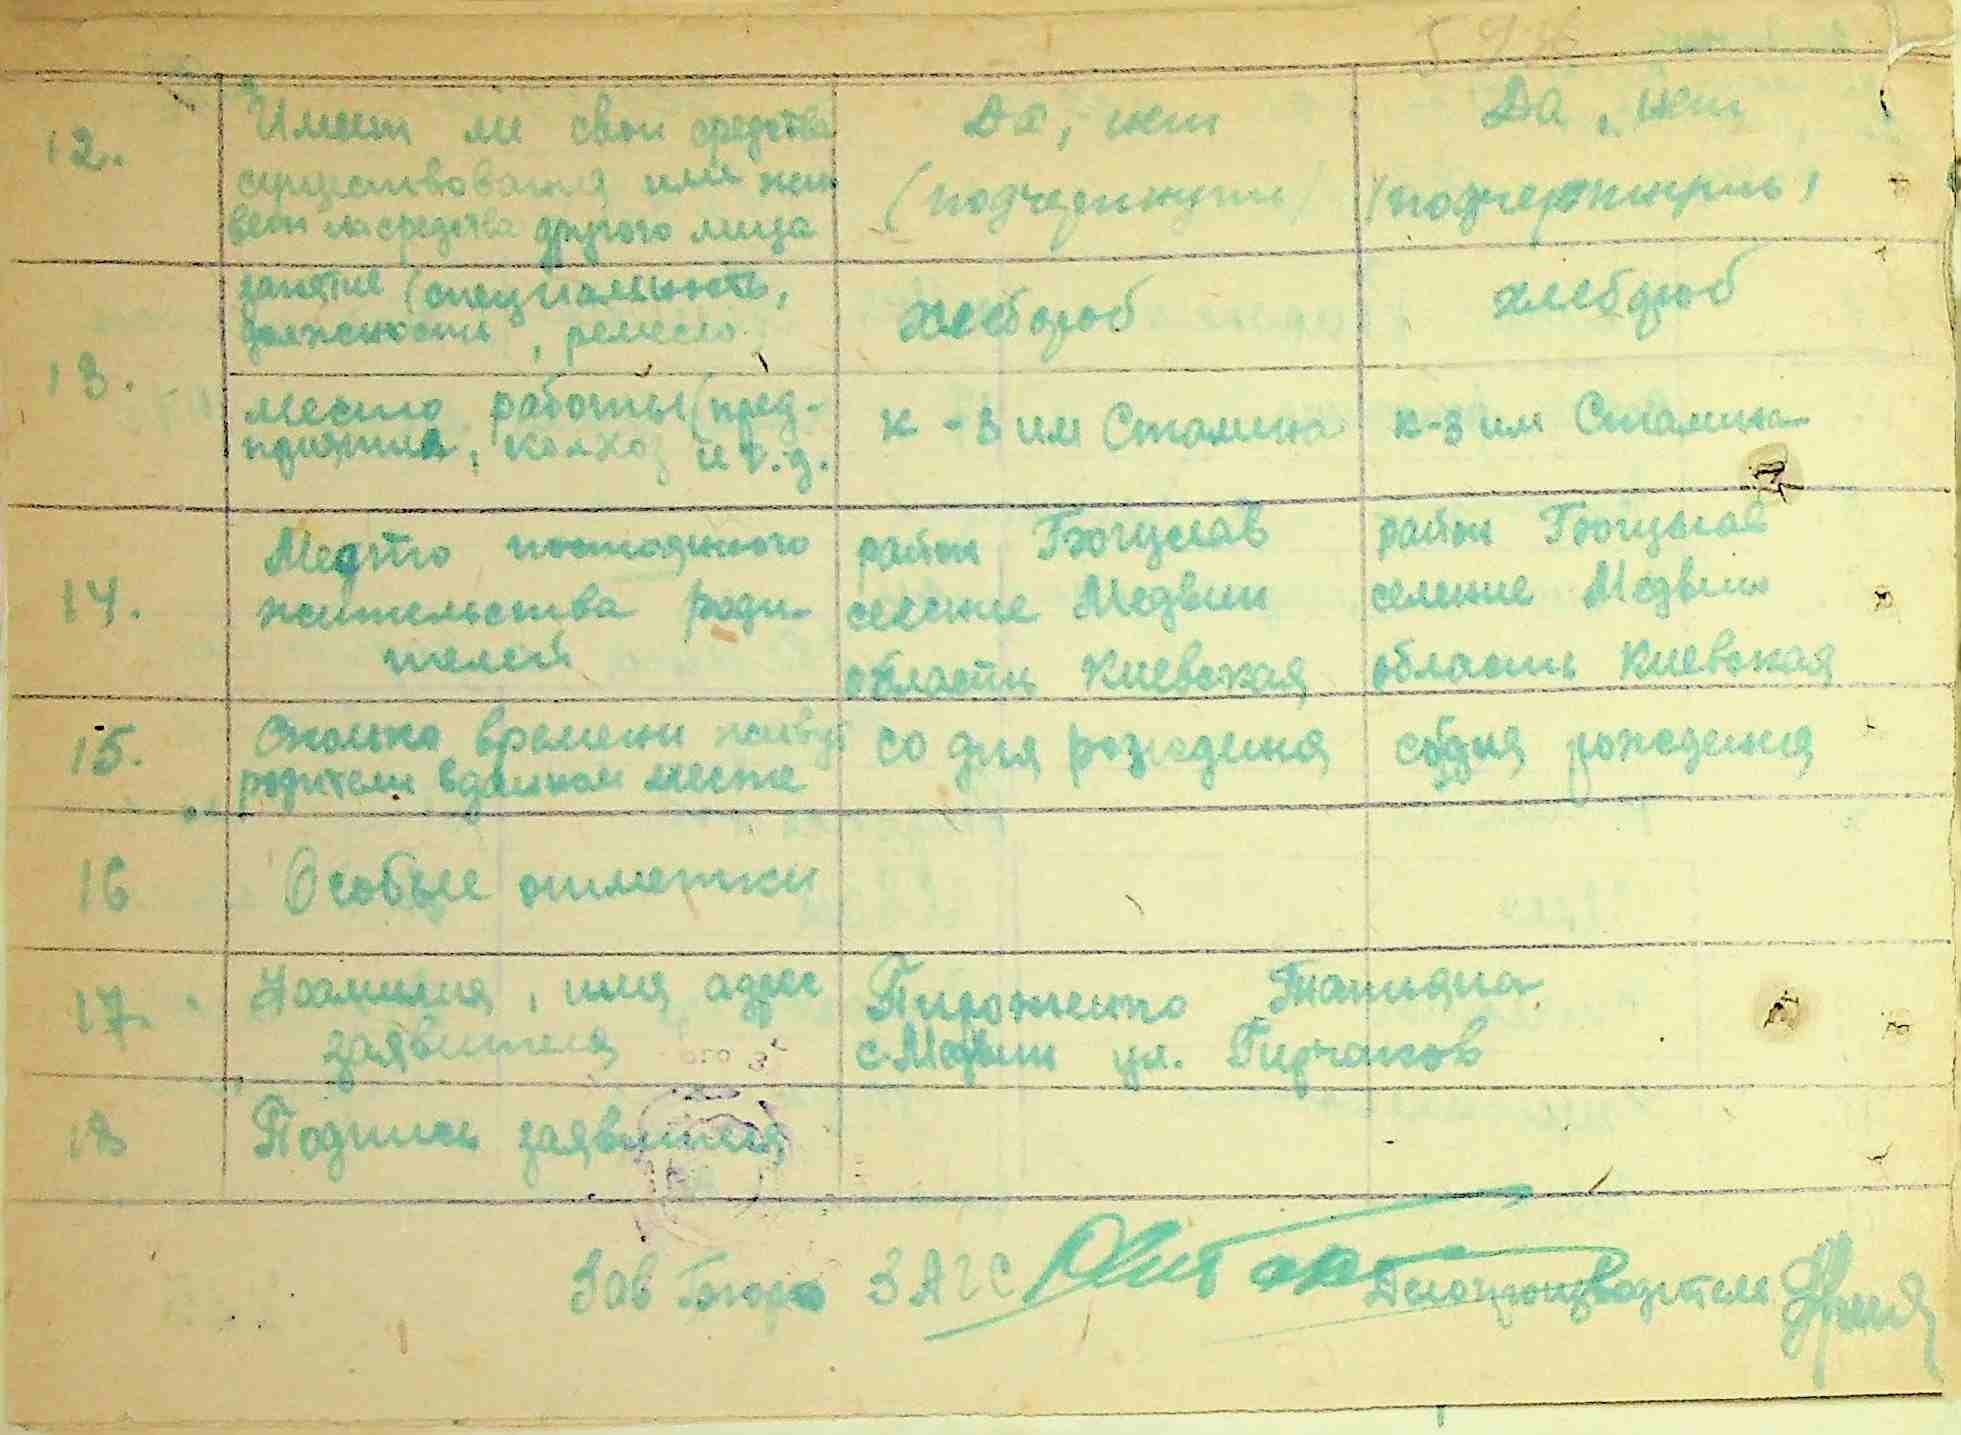 12.
Имеет ли свои средства
существования или жи
вет на средства другого лица
Да, нет
(подчеркнути)
Да, нет
(подчеркнуть)
13.
занятие (специальность,
должность, ремесло
хлебороб
хлебороб
место работы (пред-
приятия, колхоз и т.д.
к-з им Сталина
к-з им Сталина
14.
Место постоянного
жительства роди-
телей
район Богуслав
селение Медвин
область Киевская
район Богуслав
селение Медвин
область Киевская
15.
Сколько времени живут
родители в данном месте
со дня рождения
со дня рождения
16
Особые отметки
17.
Фамилия, имя адрес
заявителя
Пироженко Татидна
с. Медвин ул.
18
Подпись заявителя
Зав Бюро ЗАГС
Делопроизводитель